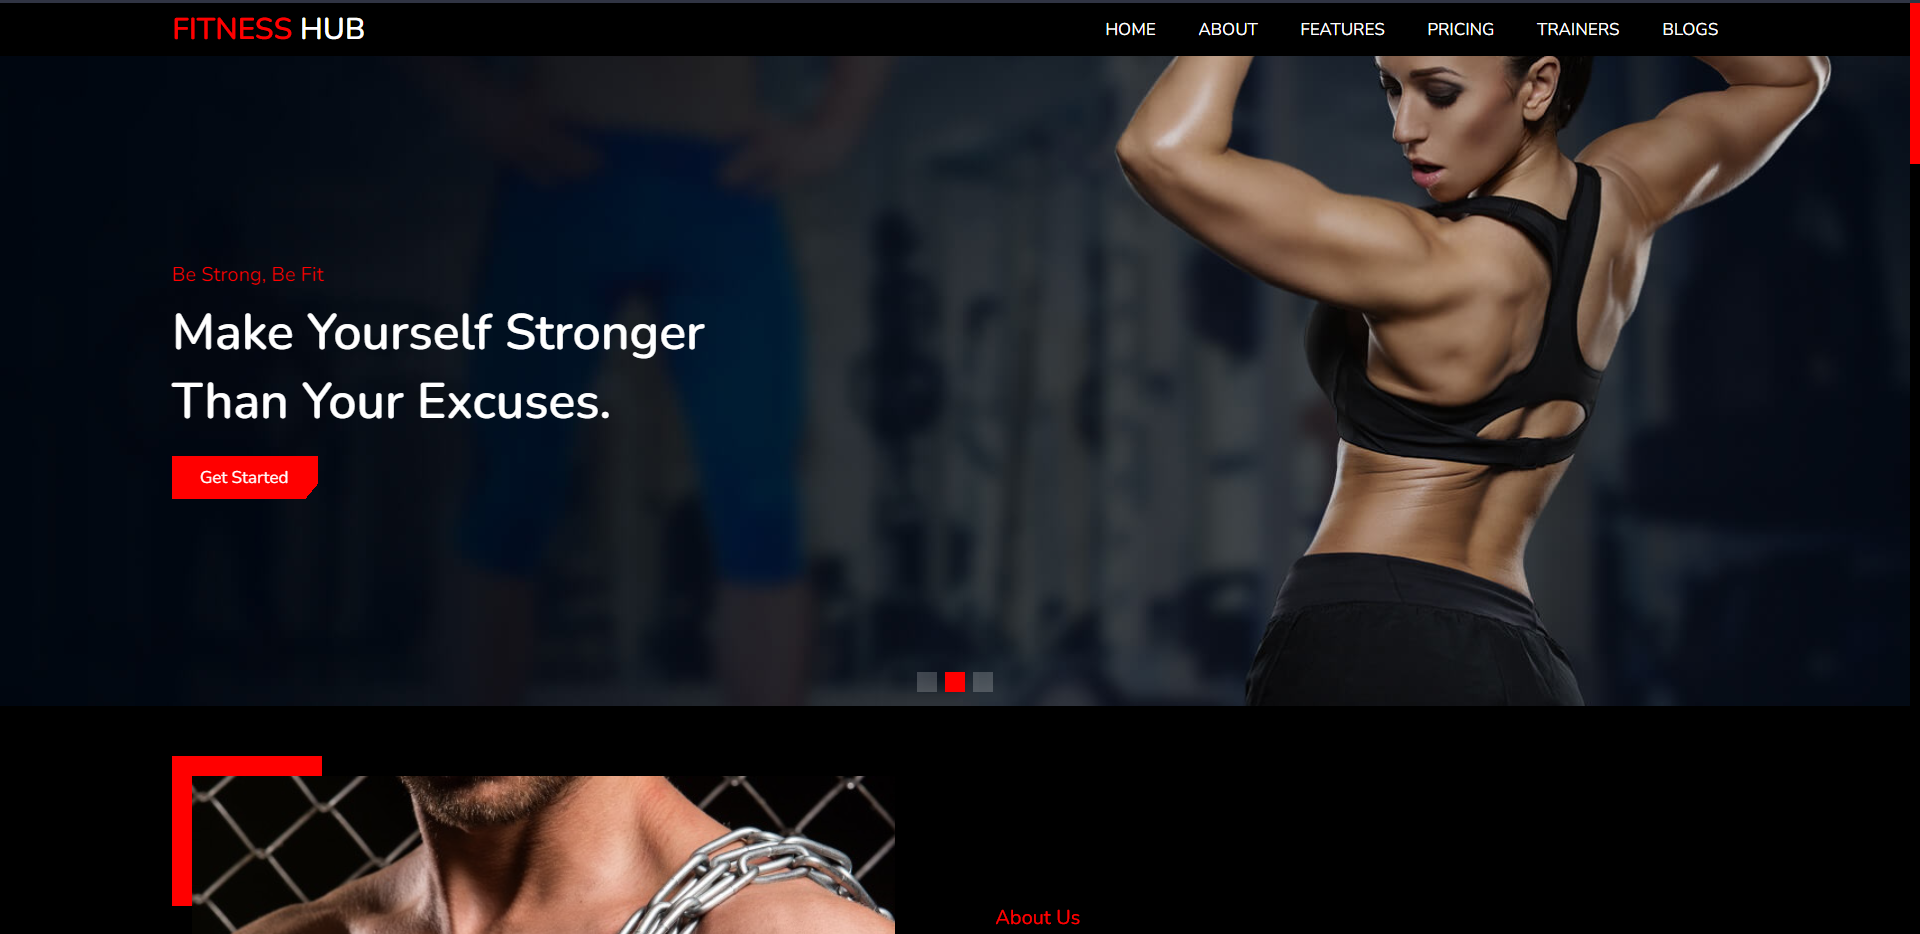 FITNESS HUB
HOME
ABOUT
FEATURES
PRICING
TRAINERS
BLOGS
Be Strong, Be Fit
Make Yourself Stronger
Than Your Excuses.
Get Started
About Us